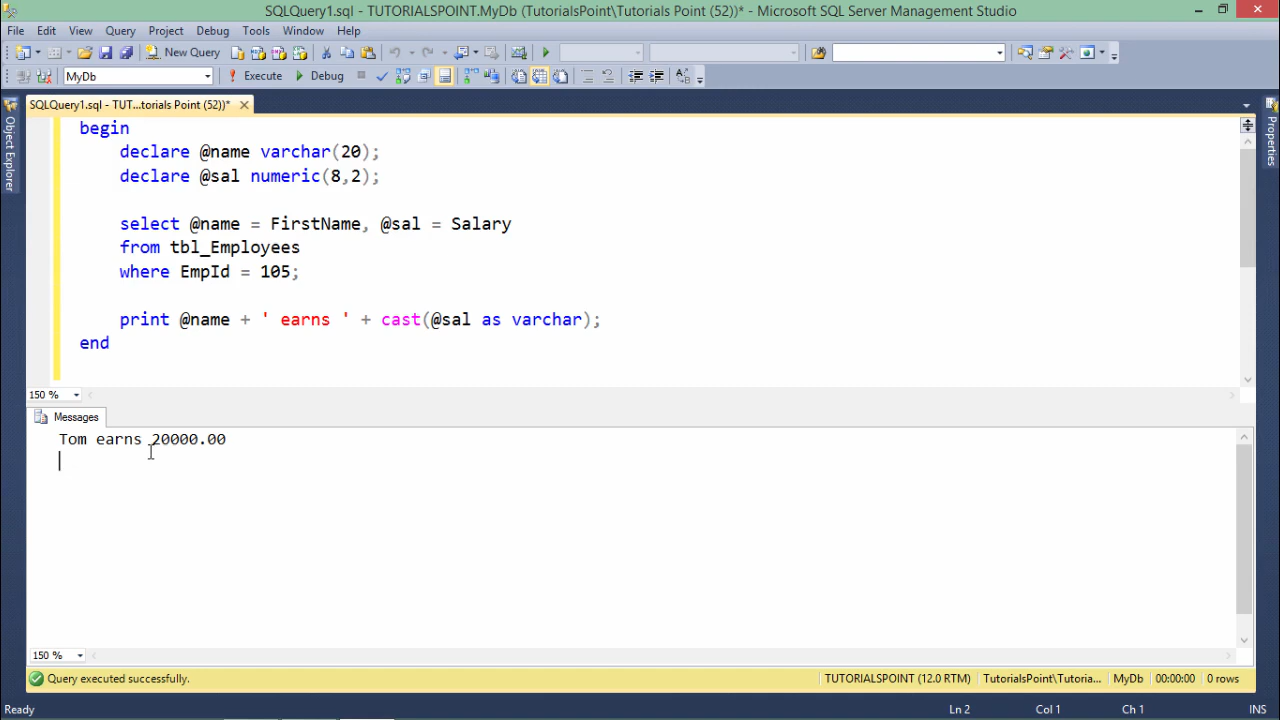 SQLQuery1.sql - TUTORIALSPOINT.MyDb (TutorialsPoint\Tutorials Point (52))* - Microsoft SQL Server Management Studio
File Edit View Query Project Debug Tools Window Help
New Query
MyDb Execute Debug
SQLQuery1.sql - TUT...torials Point (52))*
Object Explorer
Properties
begin
declare @name varchar(20);
declare @sal numeric(8,2);
select @name = FirstName, @sal = Salary
from tbl_Employees
where EmpId = 105;
print @name + ' earns ' + cast(@sal as varchar);
end
150 %
Messages
Tom earns 20000.00
150 %
Query executed successfully. TUTORIALSPOINT (12.0 RTM) TutorialsPoint\Tutoria... MyDb 00:00:00 0 rows
Ready Ln 2 Col 1 Ch 1 INS